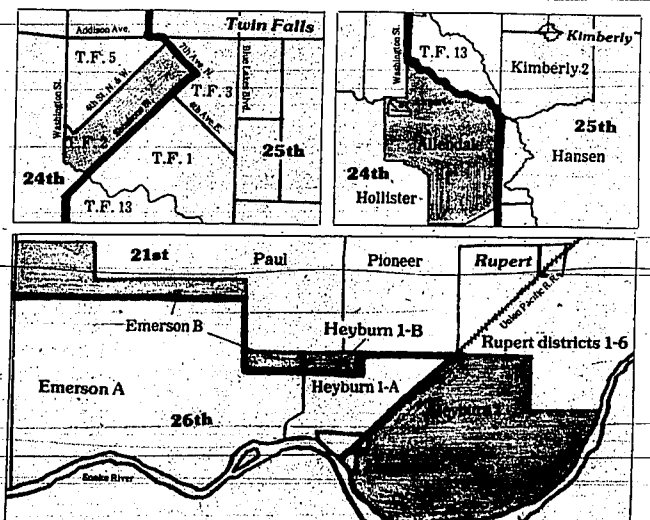 Twin Falls
Addison Ave.
T.F. 5
7th Ave. N.
Blue Lakes Blvd.
T.F. 3
4th St. N. & W.
Washington St.
6th Ave. E.
24th
T.F. 1
25th
T.F. 13
Washington St.
T.F. 13
Kimberly
Kimberly 2
25th
Allendale
Hansen
24th
Hollister
21st
Paul
Pioneer
Rupert
Union Pacific R.R.
Emerson B
Heyburn 1-B
Rupert districts 1-6
Emerson A
Heyburn 1-A
26th
Snake River